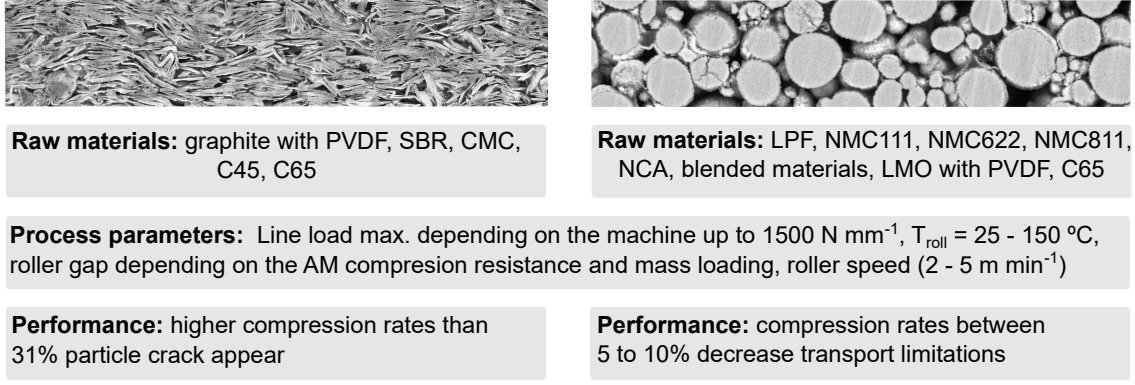 Raw materials: graphite with PVDF, SBR, CMC,
C45, C65
Raw materials: LPF, NMC111, NMC622, NMC811,
NCA, blended materials, LMO with PVDF, C65
Process parameters: Line load max. depending on the machine up to 1500 N mm⁻¹, Troll = 25 - 150 ºC,
roller gap depending on the AM compresion resistance and mass loading, roller speed (2 - 5 m min⁻¹)
Performance: higher compression rates than
31% particle crack appear
Performance: compression rates between
5 to 10% decrease transport limitations